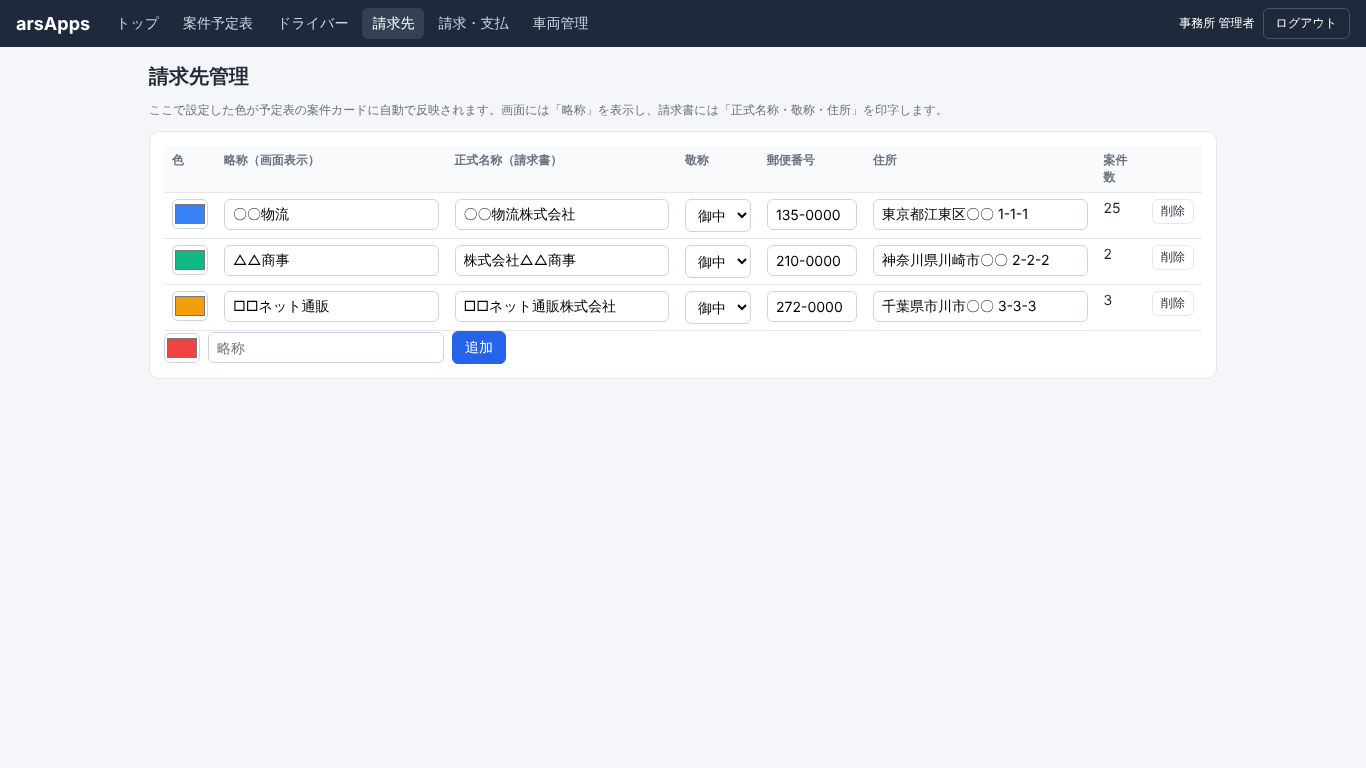 arsApps トップ 案件予定表 ドライバー 請求先 請求・支払 車両管理 事務所 管理者 ログアウト
請求先管理
ここで設定した色が予定表の案件カードに自動で反映されます。画面には「略称」を表示し、請求書には「正式名称・敬称・住所」を印字します。
色 略称（画面表示） 正式名称（請求書） 敬称 郵便番号 住所 案件
数
〇〇物流 〇〇物流株式会社 御中 135-0000 東京都江東区〇〇 1-1-1 25 削除
△△商事 株式会社△△商事 御中 210-0000 神奈川県川崎市〇〇 2-2-2 2 削除
□□ネット通販 □□ネット通販株式会社 御中 272-0000 千葉県市川市〇〇 3-3-3 3 削除
略称 追加